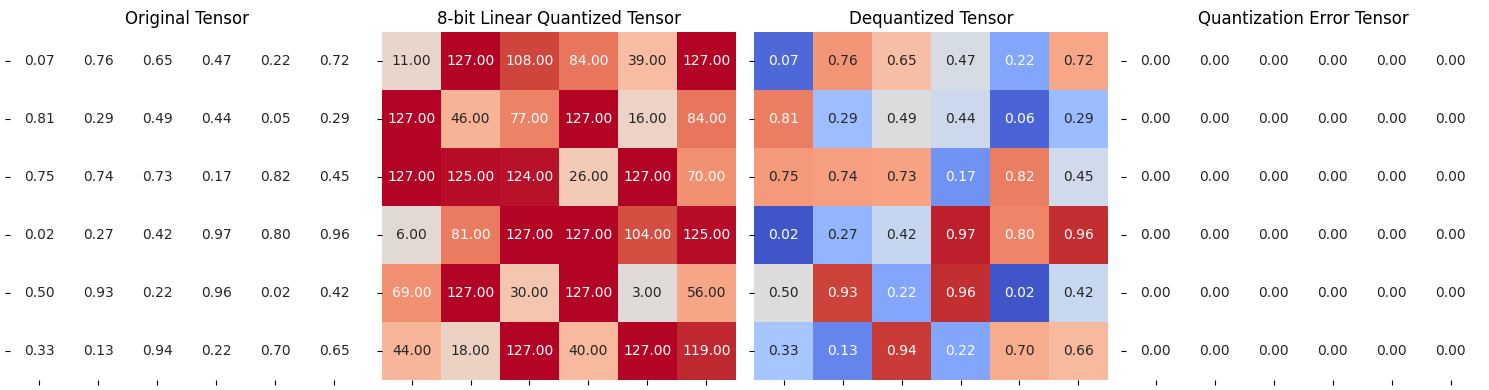 Original Tensor 8-bit Linear Quantized Tensor Dequantized Tensor Quantization Error Tensor
0.07 0.76 0.65 0.47 0.22 0.72 11.00 127.00 108.00 84.00 39.00 127.00 0.07 0.76 0.65 0.47 0.22 0.72 0.00 0.00 0.00 0.00 0.00 0.00
0.81 0.29 0.49 0.44 0.05 0.29 127.00 46.00 77.00 127.00 16.00 84.00 0.81 0.29 0.49 0.44 0.06 0.29 0.00 0.00 0.00 0.00 0.00 0.00
0.75 0.74 0.73 0.17 0.82 0.45 127.00 125.00 124.00 26.00 127.00 70.00 0.75 0.74 0.73 0.17 0.82 0.45 0.00 0.00 0.00 0.00 0.00 0.00
0.02 0.27 0.42 0.97 0.80 0.96 6.00 81.00 127.00 127.00 104.00 125.00 0.02 0.27 0.42 0.97 0.80 0.96 0.00 0.00 0.00 0.00 0.00 0.00
0.50 0.93 0.22 0.96 0.02 0.42 69.00 127.00 30.00 127.00 3.00 56.00 0.50 0.93 0.22 0.96 0.02 0.42 0.00 0.00 0.00 0.00 0.00 0.00
0.33 0.13 0.94 0.22 0.70 0.65 44.00 18.00 127.00 40.00 127.00 119.00 0.33 0.13 0.94 0.22 0.70 0.66 0.00 0.00 0.00 0.00 0.00 0.00